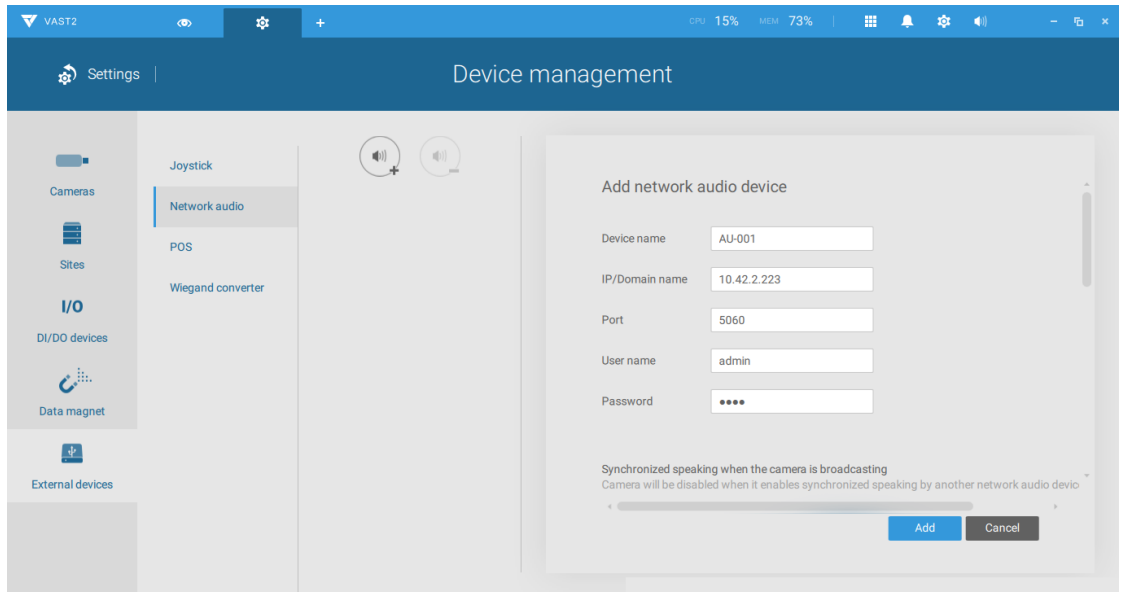 VAST2
+
CPU 15% MEM 73%
Settings
Device management
Cameras
Sites
I/O
DI/DO devices
Data magnet
External devices
Joystick
Network audio
POS
Wiegand converter
Add network audio device
Device name AU-001
IP/Domain name 10.42.2.223
Port 5060
User name admin
Password ●●●●
Synchronized speaking when the camera is broadcasting
Camera will be disabled when it enables synchronized speaking by another network audio devic
Add Cancel